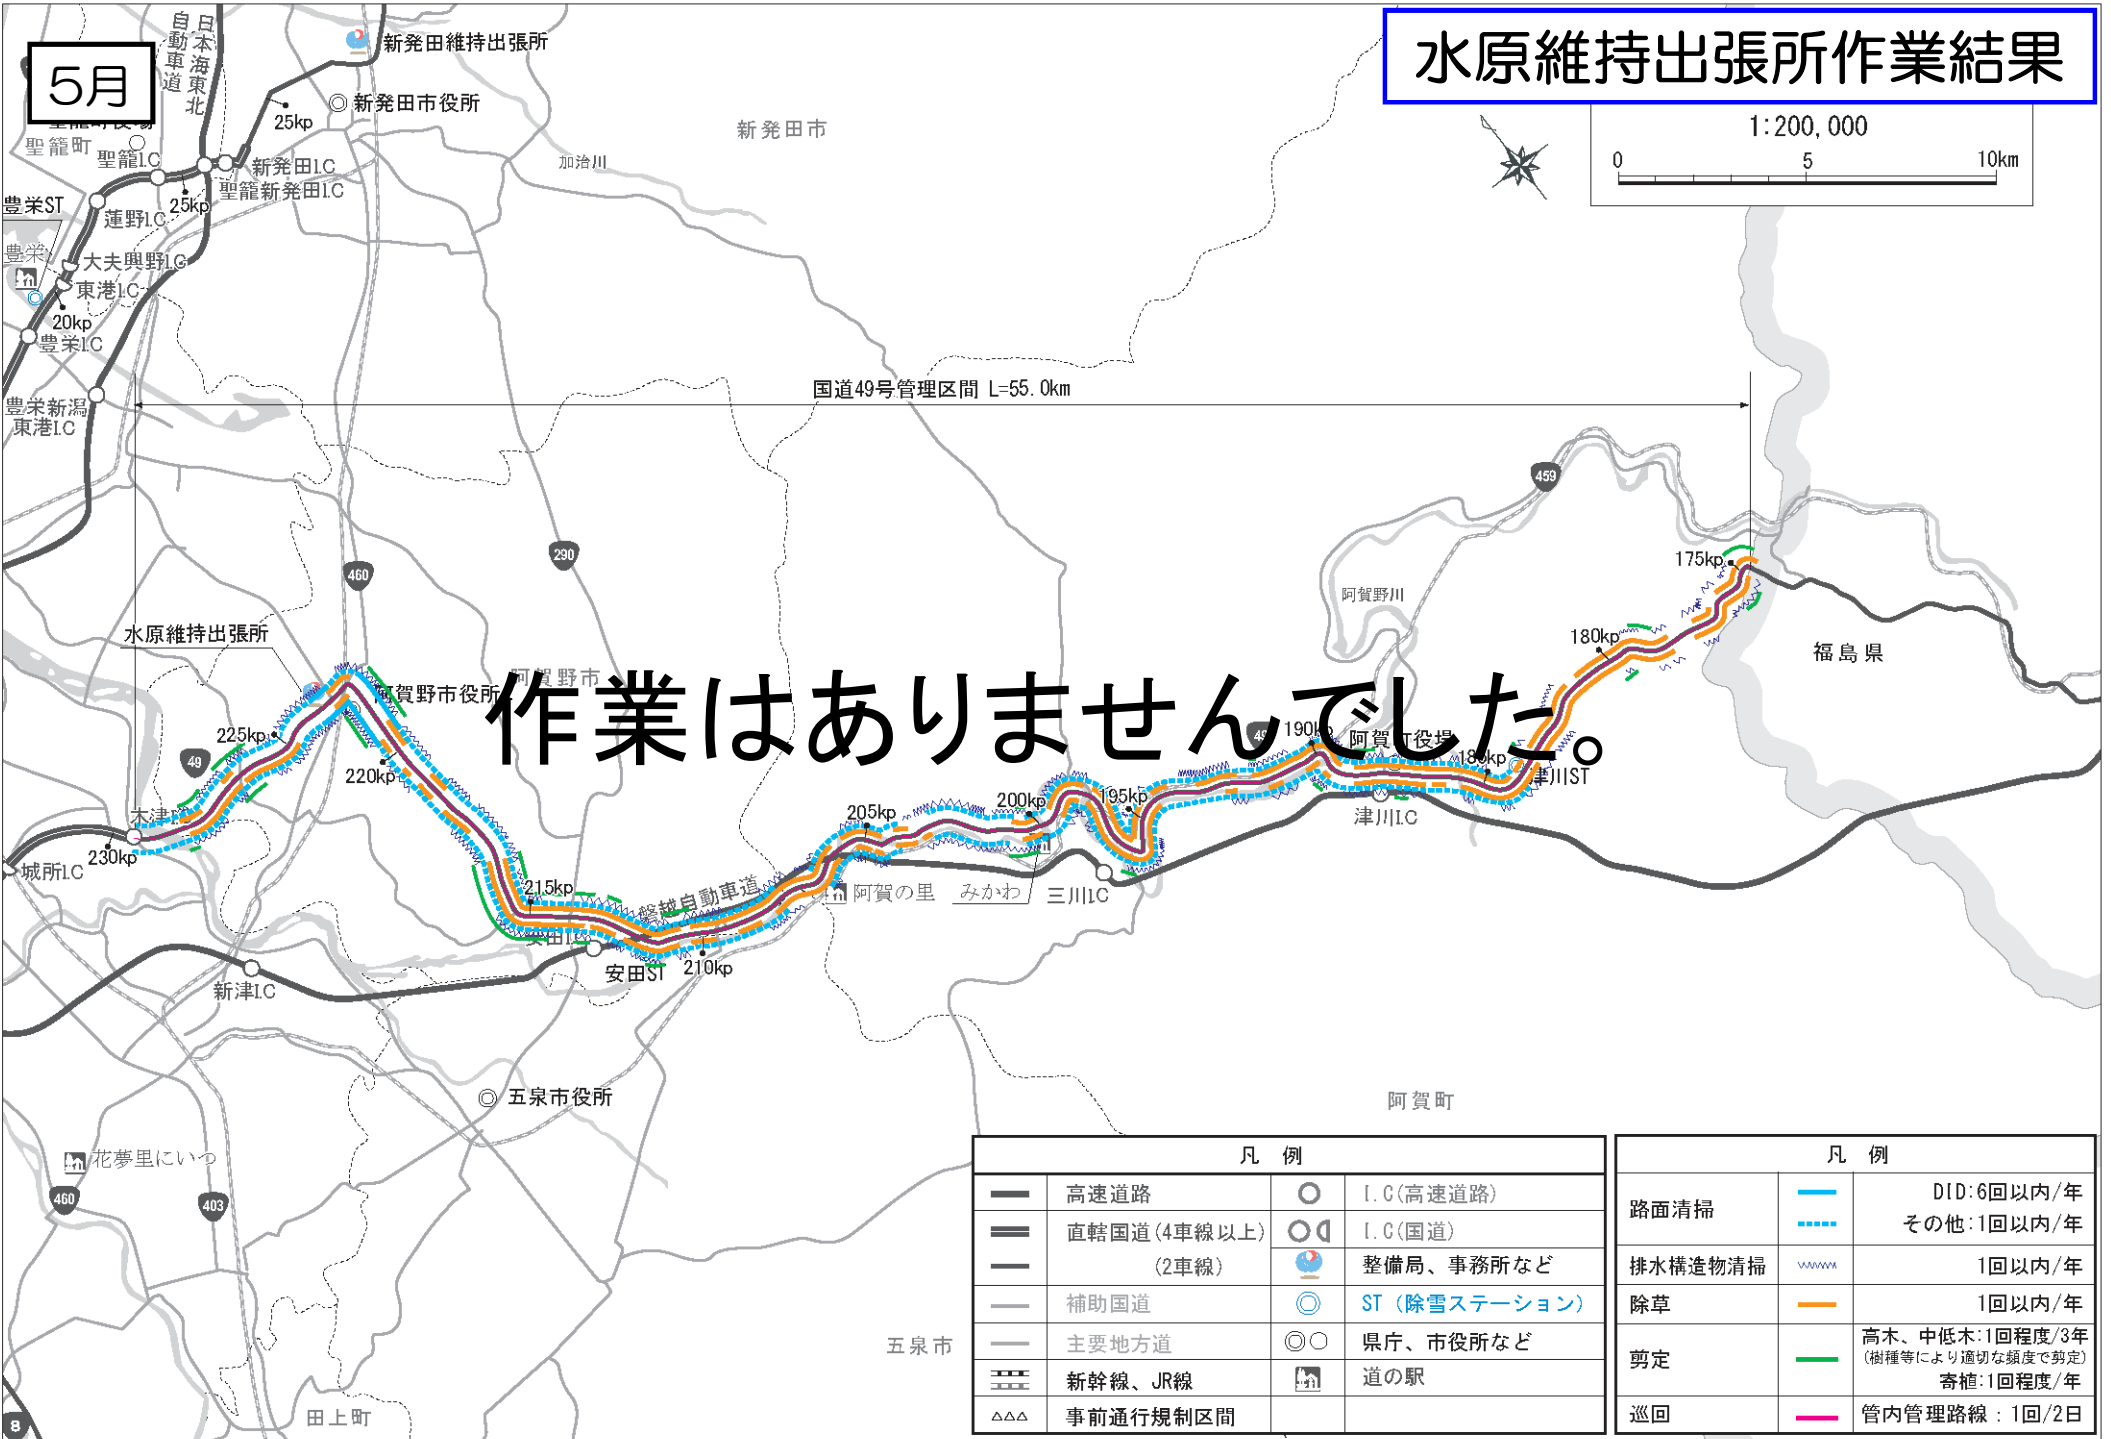 5月
水原維持出張所作業結果
1:200,000
0 5 10km
日本海東北自動車道
新発田維持出張所
新発田市役所
25kp
新発田市
加治川
聖籠町
聖籠I.C
新発田I.C
聖籠新発田I.C
25kp
蓮野I.C
豊栄ST
豊栄
大夫興野I.C
東港I.C
20kp
豊栄I.C
豊栄新潟
東港I.C
国道49号管理区間 L=55.0km
459
290
460
175kp
阿賀野川
180kp
福島県
水原維持出張所
阿賀野市
阿賀野市役所
作業はありませんでした。
225kp
49
220kp
190kp
津川ST
木津I.C
230kp
城所I.C
205kp
200kp
195kp
津川I.C
215kp
磐越自動車道
阿賀の里
みかわ
三川I.C
安田ST
210kp
新津I.C
五泉市役所
阿賀町
花夢里にいつ
460
403
五泉市
田上町
8
凡 例
高速道路 I.C(高速道路)
直轄国道(4車線以上) I.C(国道)
(2車線) 整備局、事務所など
補助国道 ST (除雪ステーション)
主要地方道 県庁、市役所など
新幹線、JR線 道の駅
事前通行規制区間
凡 例
路面清掃 DID:6回以内/年
その他:1回以内/年
排水構造物清掃 1回以内/年
除草 1回以内/年
剪定 高木、中低木:1回程度/3年
(樹種等により適切な頻度で剪定)
寄植:1回程度/年
巡回 管内管理路線:1回/2日